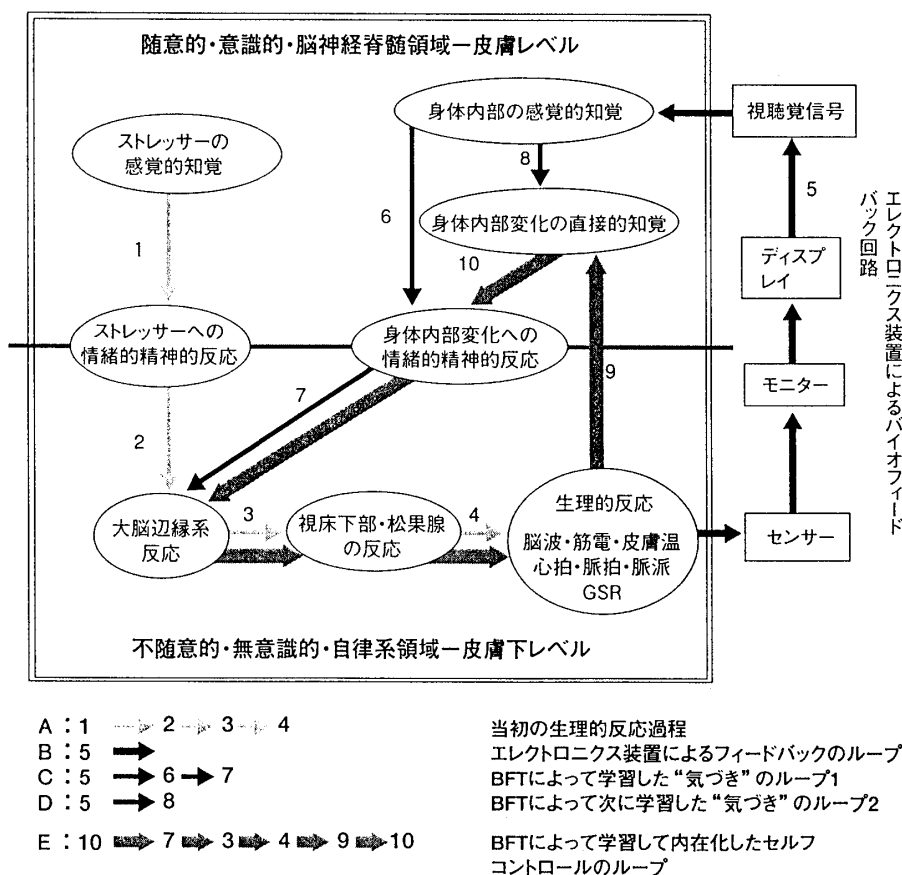 随意的・意識的・脳神経脊髄領域ー皮膚レベル
身体内部の感覚的知覚
視聴覚信号
ストレッサーの
感覚的知覚
8
5
6
身体内部変化の直接的知覚
1
10
ディスプ
レイ
エレクトロニクス装置によるバイオフィード
バック回路
ストレッサーへの
情緒的精神的反応
身体内部変化への
情緒的精神的反応
9
モニター
7
2
大脳辺縁系
反応
3
視床下部・松果腺
の反応
4
生理的反応
脳波・筋電・皮膚温
心拍・脈拍・脈派
GSR
センサー
不随意的・無意識的・自律系領域ー皮膚下レベル
A:1 2 3 4 当初の生理的反応過程
B:5 エレクトロニクス装置によるフィードバックのループ
C:5 6 7 BFTによって学習した“気づき”のループ1
D:5 8 BFTによって次に学習した“気づき”のループ2
E:10 7 3 4 9 10 BFTによって学習して内在化したセルフ
コントロールのループ